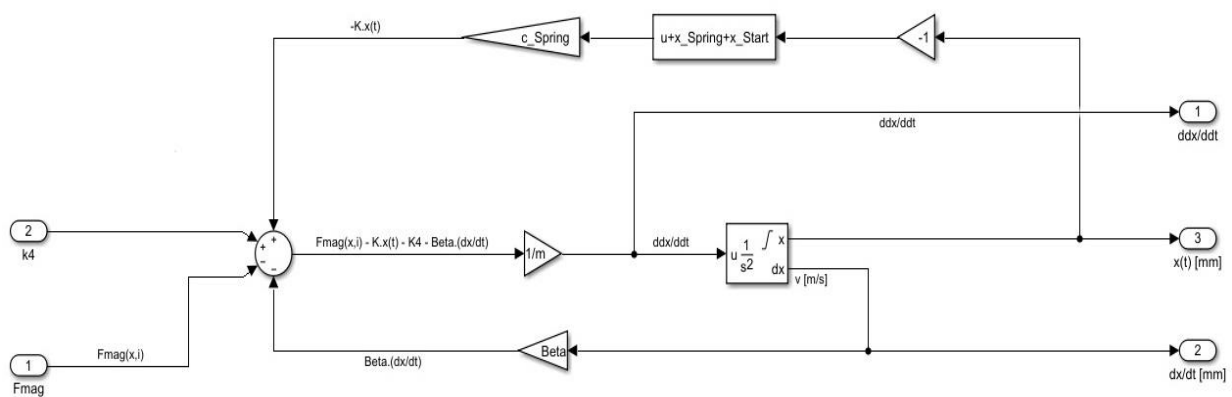 -K.x(t)
c_Spring
u+x_Spring+x_Start
-1
1
ddx/ddt
ddx/ddt
2
k4
+
+
−
−
Fmag(x,i) - K.x(t) - K4 - Beta.(dx/dt)
1/m
ddx/ddt
u 1/s2 ∫ x
dx
v [m/s]
3
x(t) [mm]
1
Fmag
Fmag(x,i)
Beta.(dx/dt)
Beta
2
dx/dt [mm]